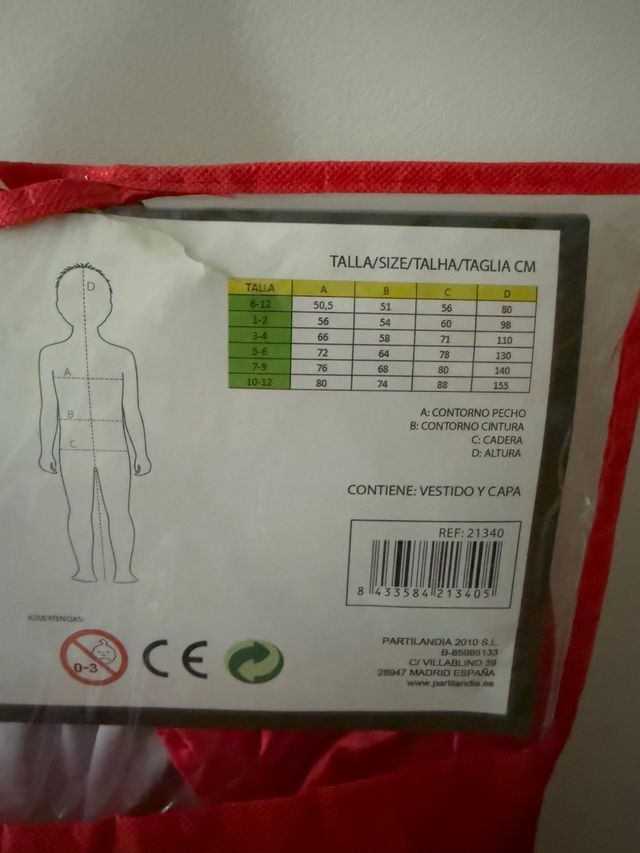 TALLA/SIZE/TALHA/TAGLIA CM
TALLA A B C D
6-12 50,5 51 56 80
1-2 56 54 60 98
3-4 66 58 71 110
5-6 72 64 78 130
7-9 76 68 80 140
10-12 80 74 88 155
D
A
B
C
A: CONTORNO PECHO
B: CONTORNO CINTURA
C: CADERA
D: ALTURA
CONTIENE: VESTIDO Y CAPA
REF: 21340
8 433584 213405
ADVERTENCIAS:
0-3
CE
PARTILANDIA 2010 S.L.
B-85985133
C/ VILLABLINO 39
28947 MADRID ESPAÑA
www.partilandia.es